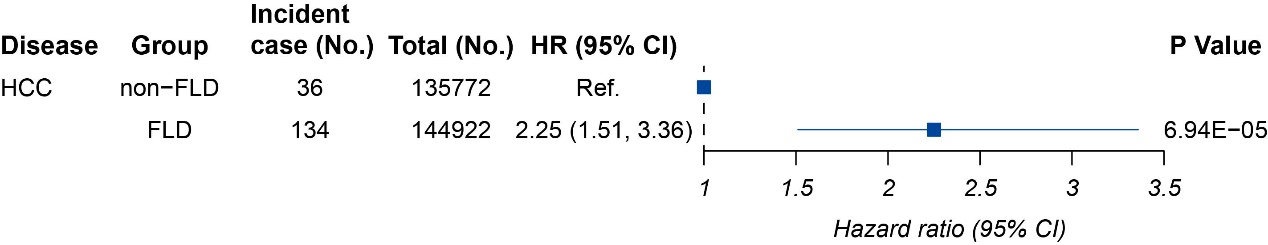 Disease Group Incident case (No.) Total (No.) HR (95% CI) P Value
HCC non−FLD 36 135772 Ref.
FLD 134 144922 2.25 (1.51, 3.36) 6.94E−05
1 1.5 2 2.5 3 3.5
Hazard ratio (95% CI)